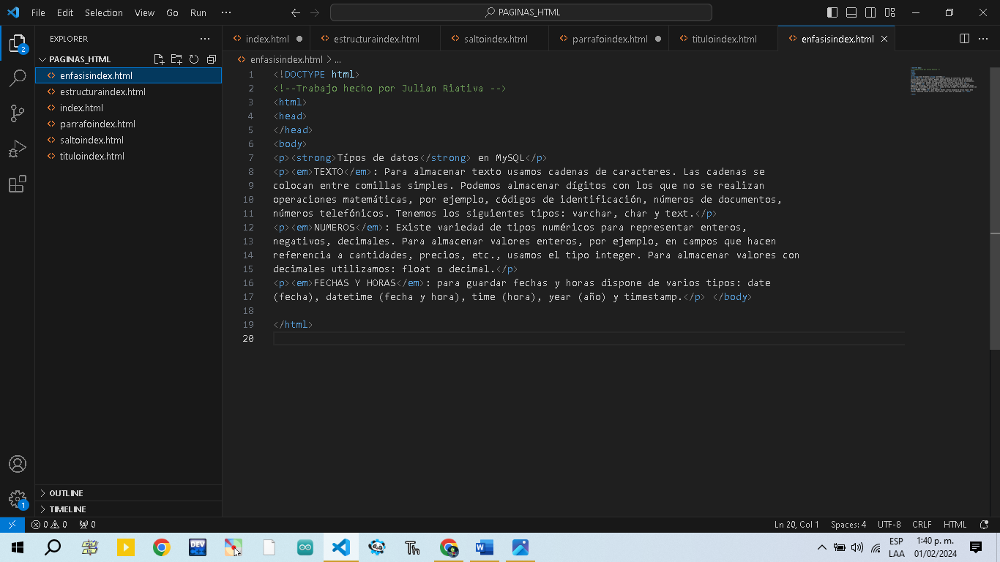 File Edit Selection View Go Run ··· PAGINAS_HTML
EXPLORER ···
index.html estructuraindex.html saltoindex.html parrafoindex.html tituloindex.html enfasisindex.html ···
PAGINAS_HTML
enfasisindex.html
estructuraindex.html
index.html
parrafoindex.html
saltoindex.html
tituloindex.html
enfasisindex.html > ...
1 <!DOCTYPE html>
2 <!--Trabajo hecho por Julian Riativa -->
3 <html>
4 <head>
5 </head>
6 <body>
7 <p><strong>Típos de datos</strong> en MySQL</p>
8 <p><em>TEXTO</em>: Para almacenar texto usamos cadenas de caracteres. Las cadenas se
9 colocan entre comillas simples. Podemos almacenar dígitos con los que no se realizan
10 operaciones matemáticas, por ejemplo, códigos de identificación, números de documentos,
11 números telefónicos. Tenemos los siguientes tipos: varchar, char y text.</p>
12 <p><em>NUMEROS</em>: Existe variedad de tipos numéricos para representar enteros,
13 negativos, decimales. Para almacenar valores enteros, por ejemplo, en campos que hacen
14 referencia a cantidades, precios, etc., usamos el tipo integer. Para almacenar valores con
15 decimales utilizamos: float o decimal.</p>
16 <p><em>FECHAS Y HORAS</em>: para guardar fechas y horas dispone de varios tipos: date
17 (fecha), datetime (fecha y hora), time (hora), year (año) y timestamp.</p> </body>
18
19 </html>
20
2
1
OUTLINE
TIMELINE
0 0 0 Ln 20, Col 1 Spaces: 4 UTF-8 CRLF HTML
DEV Th W
ESP
LAA
1:40 p. m.
01/02/2024